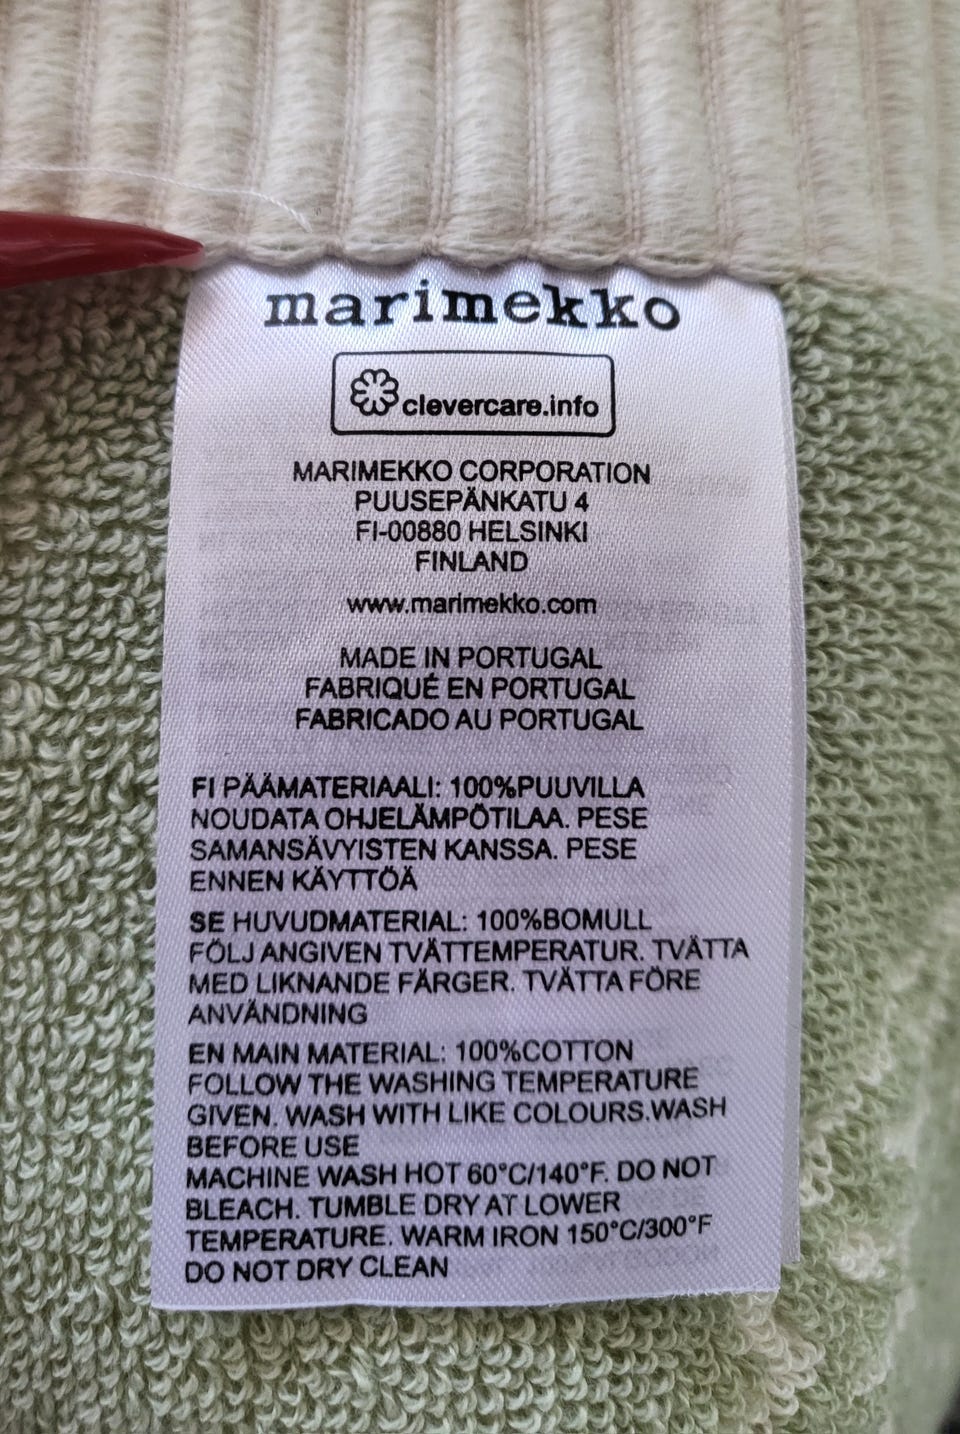 marimekko
clevercare.info
MARIMEKKO CORPORATION
PUUSEPÄNKATU 4
FI-00880 HELSINKI
FINLAND
www.marimekko.com
MADE IN PORTUGAL
FABRIQUÉ EN PORTUGAL
FABRICADO AU PORTUGAL
FI PÄÄMATERIAALI: 100%PUUVILLA
NOUDATA OHJELÄMPÖTILAA. PESE
SAMANSÄVYISTEN KANSSA. PESE
ENNEN KÄYTTÖÄ
SE HUVUDMATERIAL: 100%BOMULL
FÖLJ ANGIVEN TVÄTTEMPERATUR. TVÄTTA
MED LIKNANDE FÄRGER. TVÄTTA FÖRE
ANVÄNDNING
EN MAIN MATERIAL: 100%COTTON
FOLLOW THE WASHING TEMPERATURE
GIVEN. WASH WITH LIKE COLOURS.WASH
BEFORE USE
MACHINE WASH HOT 60°C/140°F. DO NOT
BLEACH. TUMBLE DRY AT LOWER
TEMPERATURE. WARM IRON 150°C/300°F
DO NOT DRY CLEAN